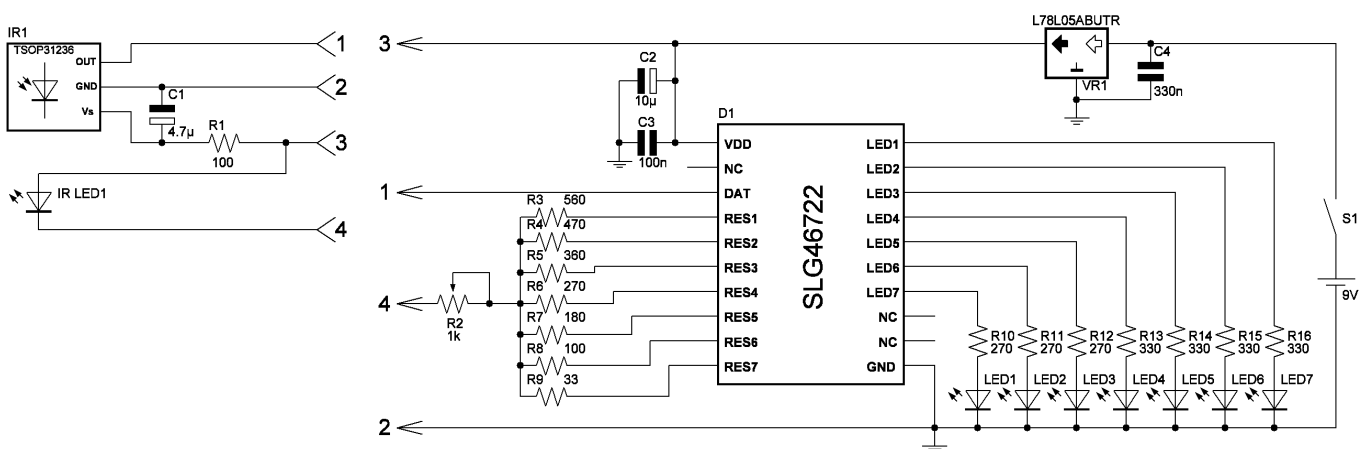 IR1
TSOP31236
OUT
GND
Vs
C1
4.7µ
R1
100
IR LED1
1
2
3
4
3
1
4
2
C2
10µ
C3
100n
R2
1k
R3 560
R4 470
R5 360
R6 270
R7 180
R8 100
R9 33
D1
SLG46722
VDD
NC
DAT
RES1
RES2
RES3
RES4
RES5
RES6
RES7
LED1
LED2
LED3
LED4
LED5
LED6
LED7
NC
NC
GND
L78L05ABUTR
VR1
C4
330n
S1
9V
R10 R11 R12 R13 R14 R15 R16
270 270 270 330 330 330 330
LED1 LED2 LED3 LED4 LED5 LED6 LED7